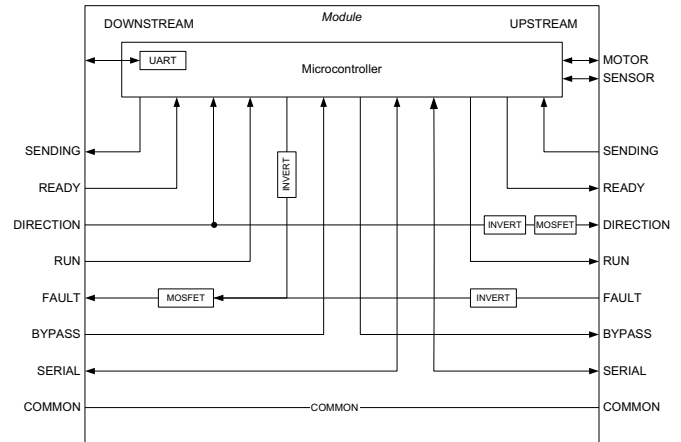 Module
DOWNSTREAM UPSTREAM
UART
Microcontroller
MOTOR
SENSOR
SENDING SENDING
INVERT
READY READY
DIRECTION INVERT MOSFET DIRECTION
RUN RUN
FAULT MOSFET INVERT FAULT
BYPASS BYPASS
SERIAL SERIAL
COMMON COMMON COMMON